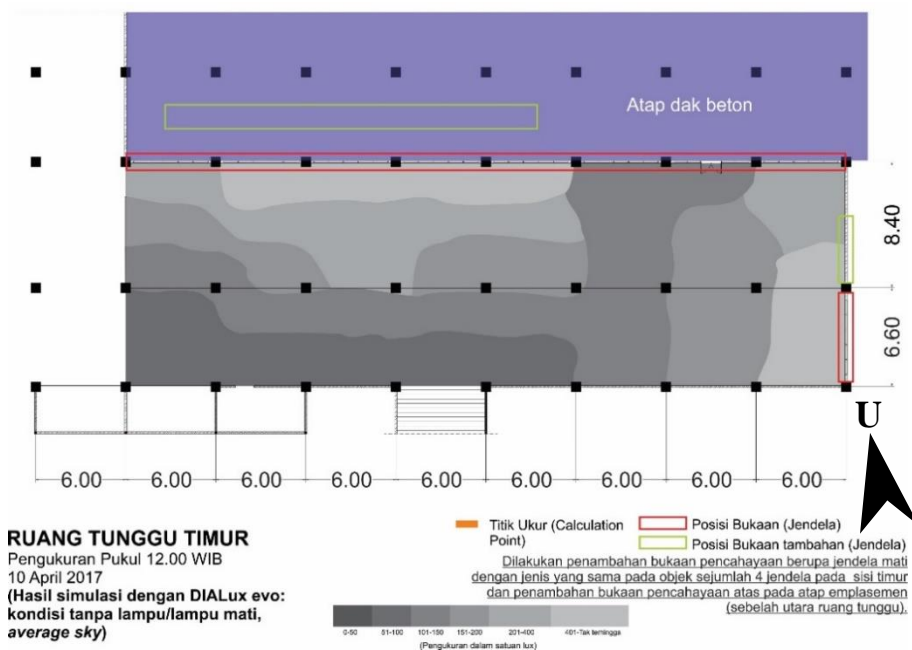 Atap dak beton
8.40
6.60
U
6.00 6.00 6.00 6.00 6.00 6.00 6.00 6.00 6.00
RUANG TUNGGU TIMUR
Pengukuran Pukul 12.00 WIB
10 April 2017
(Hasil simulasi dengan DIALux evo:
kondisi tanpa lampu/lampu mati,
average sky)
Titik Ukur (Calculation
Point)
Posisi Bukaan (Jendela)
Posisi Bukaan tambahan (Jendela)
Dilakukan penambahan bukaan pencahayaan berupa jendela mati
dengan jenis yang sama pada objek sejumlah 4 jendela pada sisi timur
dan penambahan bukaan pencahayaan atas pada atap emplasemen
(sebelah utara ruang tunggu).
0-50 51-100 101-150 151-200 201-400 401-Tak terhingga
(Pengukuran dalam satuan lux)